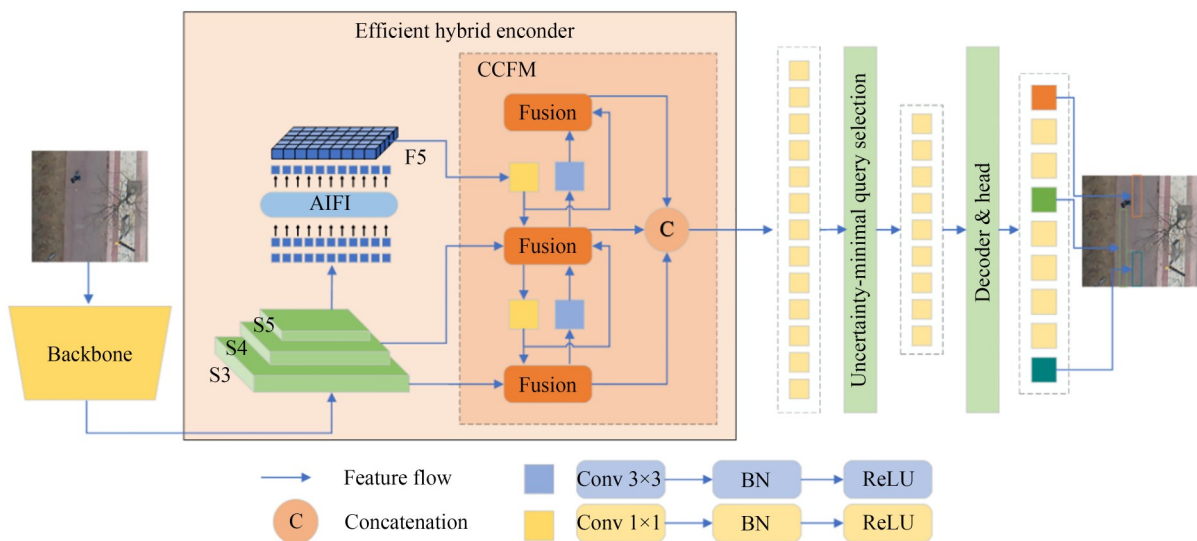 Efficient hybrid enconder
CCFM
Fusion
F5
AIFI
Fusion
C
S5
S4
S3
Fusion
Backbone
Uncertainty-minimal query selection
Decoder & head
Feature flow
Conv 3×3
BN
ReLU
C
Concatenation
Conv 1×1
BN
ReLU